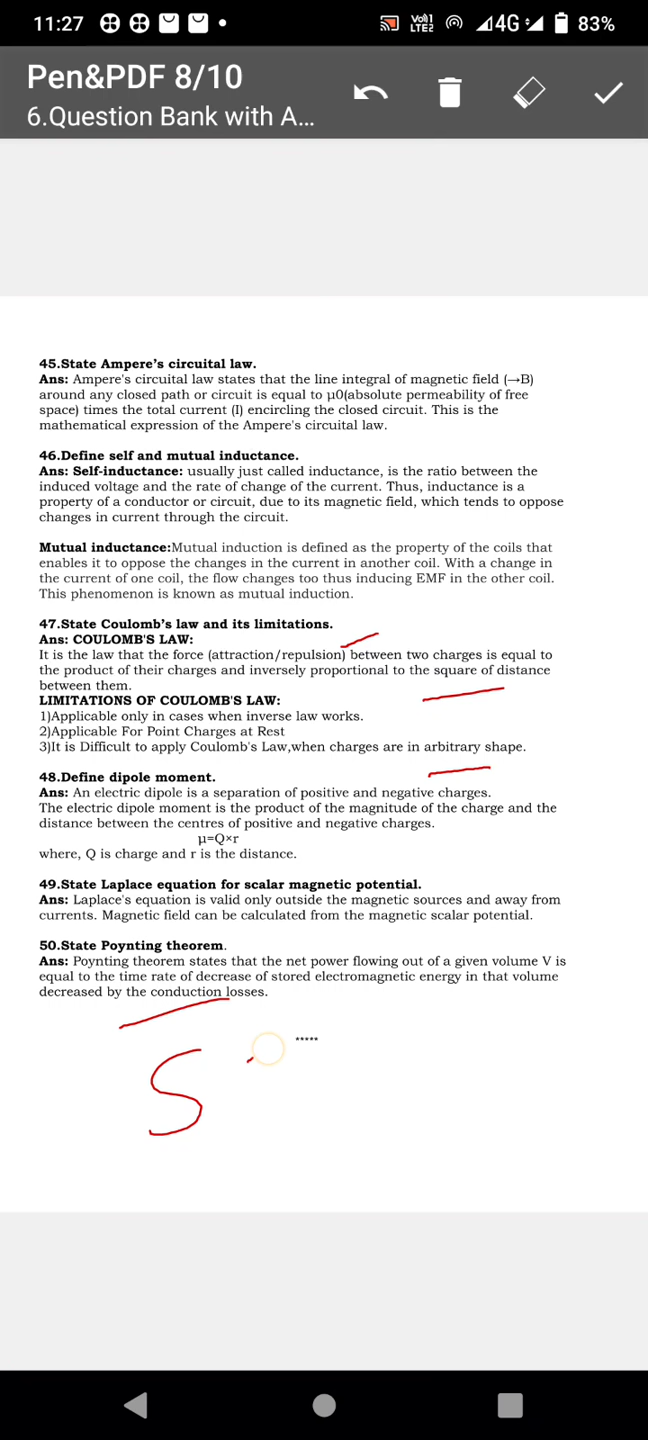 11:27 Vo1) LTE2 4G 83%
Pen&PDF 8/10
6.Question Bank with A...
45.State Ampere's circuital law.
Ans: Ampere's circuital law states that the line integral of magnetic field (→B)
around any closed path or circuit is equal to µ0(absolute permeability of free
space) times the total current (I) encircling the closed circuit. This is the
mathematical expression of the Ampere's circuital law.
46.Define self and mutual inductance.
Ans: Self-inductance: usually just called inductance, is the ratio between the
induced voltage and the rate of change of the current. Thus, inductance is a
property of a conductor or circuit, due to its magnetic field, which tends to oppose
changes in current through the circuit.
Mutual inductance:Mutual induction is defined as the property of the coils that
enables it to oppose the changes in the current in another coil. With a change in
the current of one coil, the flow changes too thus inducing EMF in the other coil.
This phenomenon is known as mutual induction.
47.State Coulomb's law and its limitations.
Ans: COULOMB'S LAW:
It is the law that the force (attraction/repulsion) between two charges is equal to
the product of their charges and inversely proportional to the square of distance
between them.
LIMITATIONS OF COULOMB'S LAW:
1)Applicable only in cases when inverse law works.
2)Applicable For Point Charges at Rest
3)It is Difficult to apply Coulomb's Law,when charges are in arbitrary shape.
48.Define dipole moment.
Ans: An electric dipole is a separation of positive and negative charges.
The electric dipole moment is the product of the magnitude of the charge and the
distance between the centres of positive and negative charges.
µ=Q×r
where, Q is charge and r is the distance.
49.State Laplace equation for scalar magnetic potential.
Ans: Laplace's equation is valid only outside the magnetic sources and away from
currents. Magnetic field can be calculated from the magnetic scalar potential.
50.State Poynting theorem.
Ans: Poynting theorem states that the net power flowing out of a given volume V is
equal to the time rate of decrease of stored electromagnetic energy in that volume
decreased by the conduction losses.
*****
S